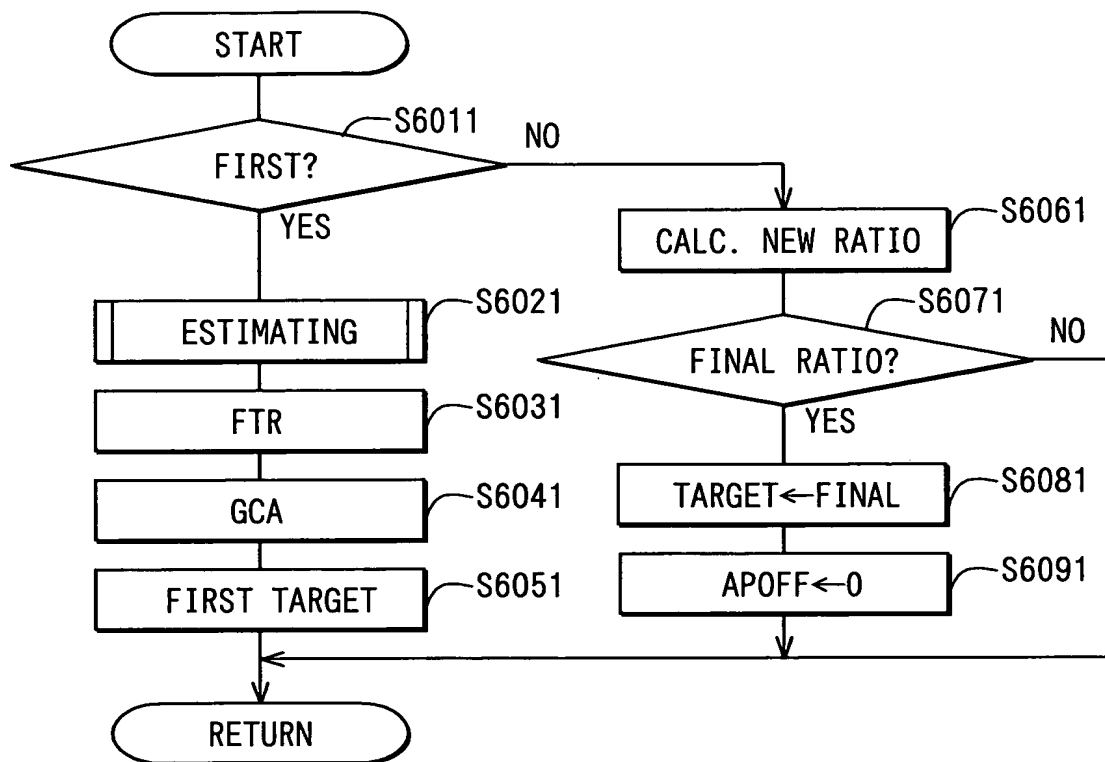 START
S6011
NO
FIRST?
YES
S6061
CALC. NEW RATIO
S6021
ESTIMATING
S6071
NO
FINAL RATIO?
S6031
FTR
YES
S6041
GCA
S6081
TARGET←FINAL
S6051
FIRST TARGET
S6091
APOFF←0
RETURN